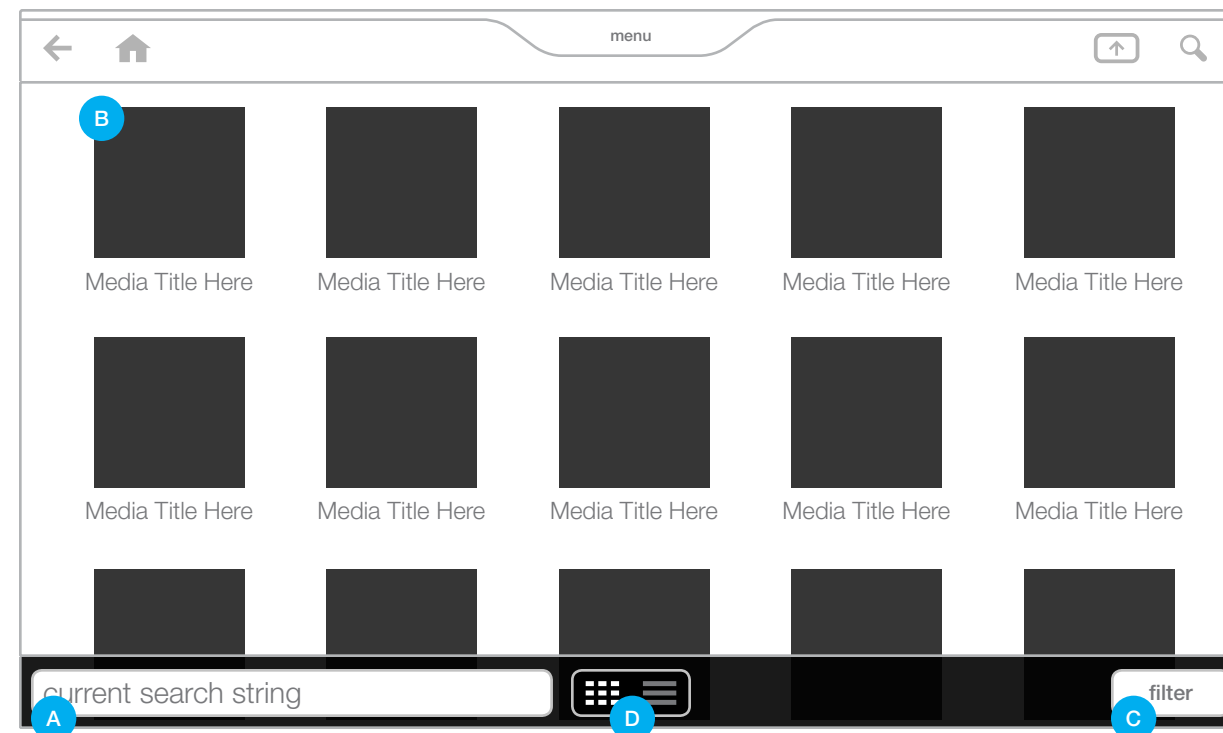 menu
B
Media Title Here Media Title Here Media Title Here Media Title Here Media Title Here
Media Title Here Media Title Here Media Title Here Media Title Here Media Title Here
current search string
filter
A
D
C